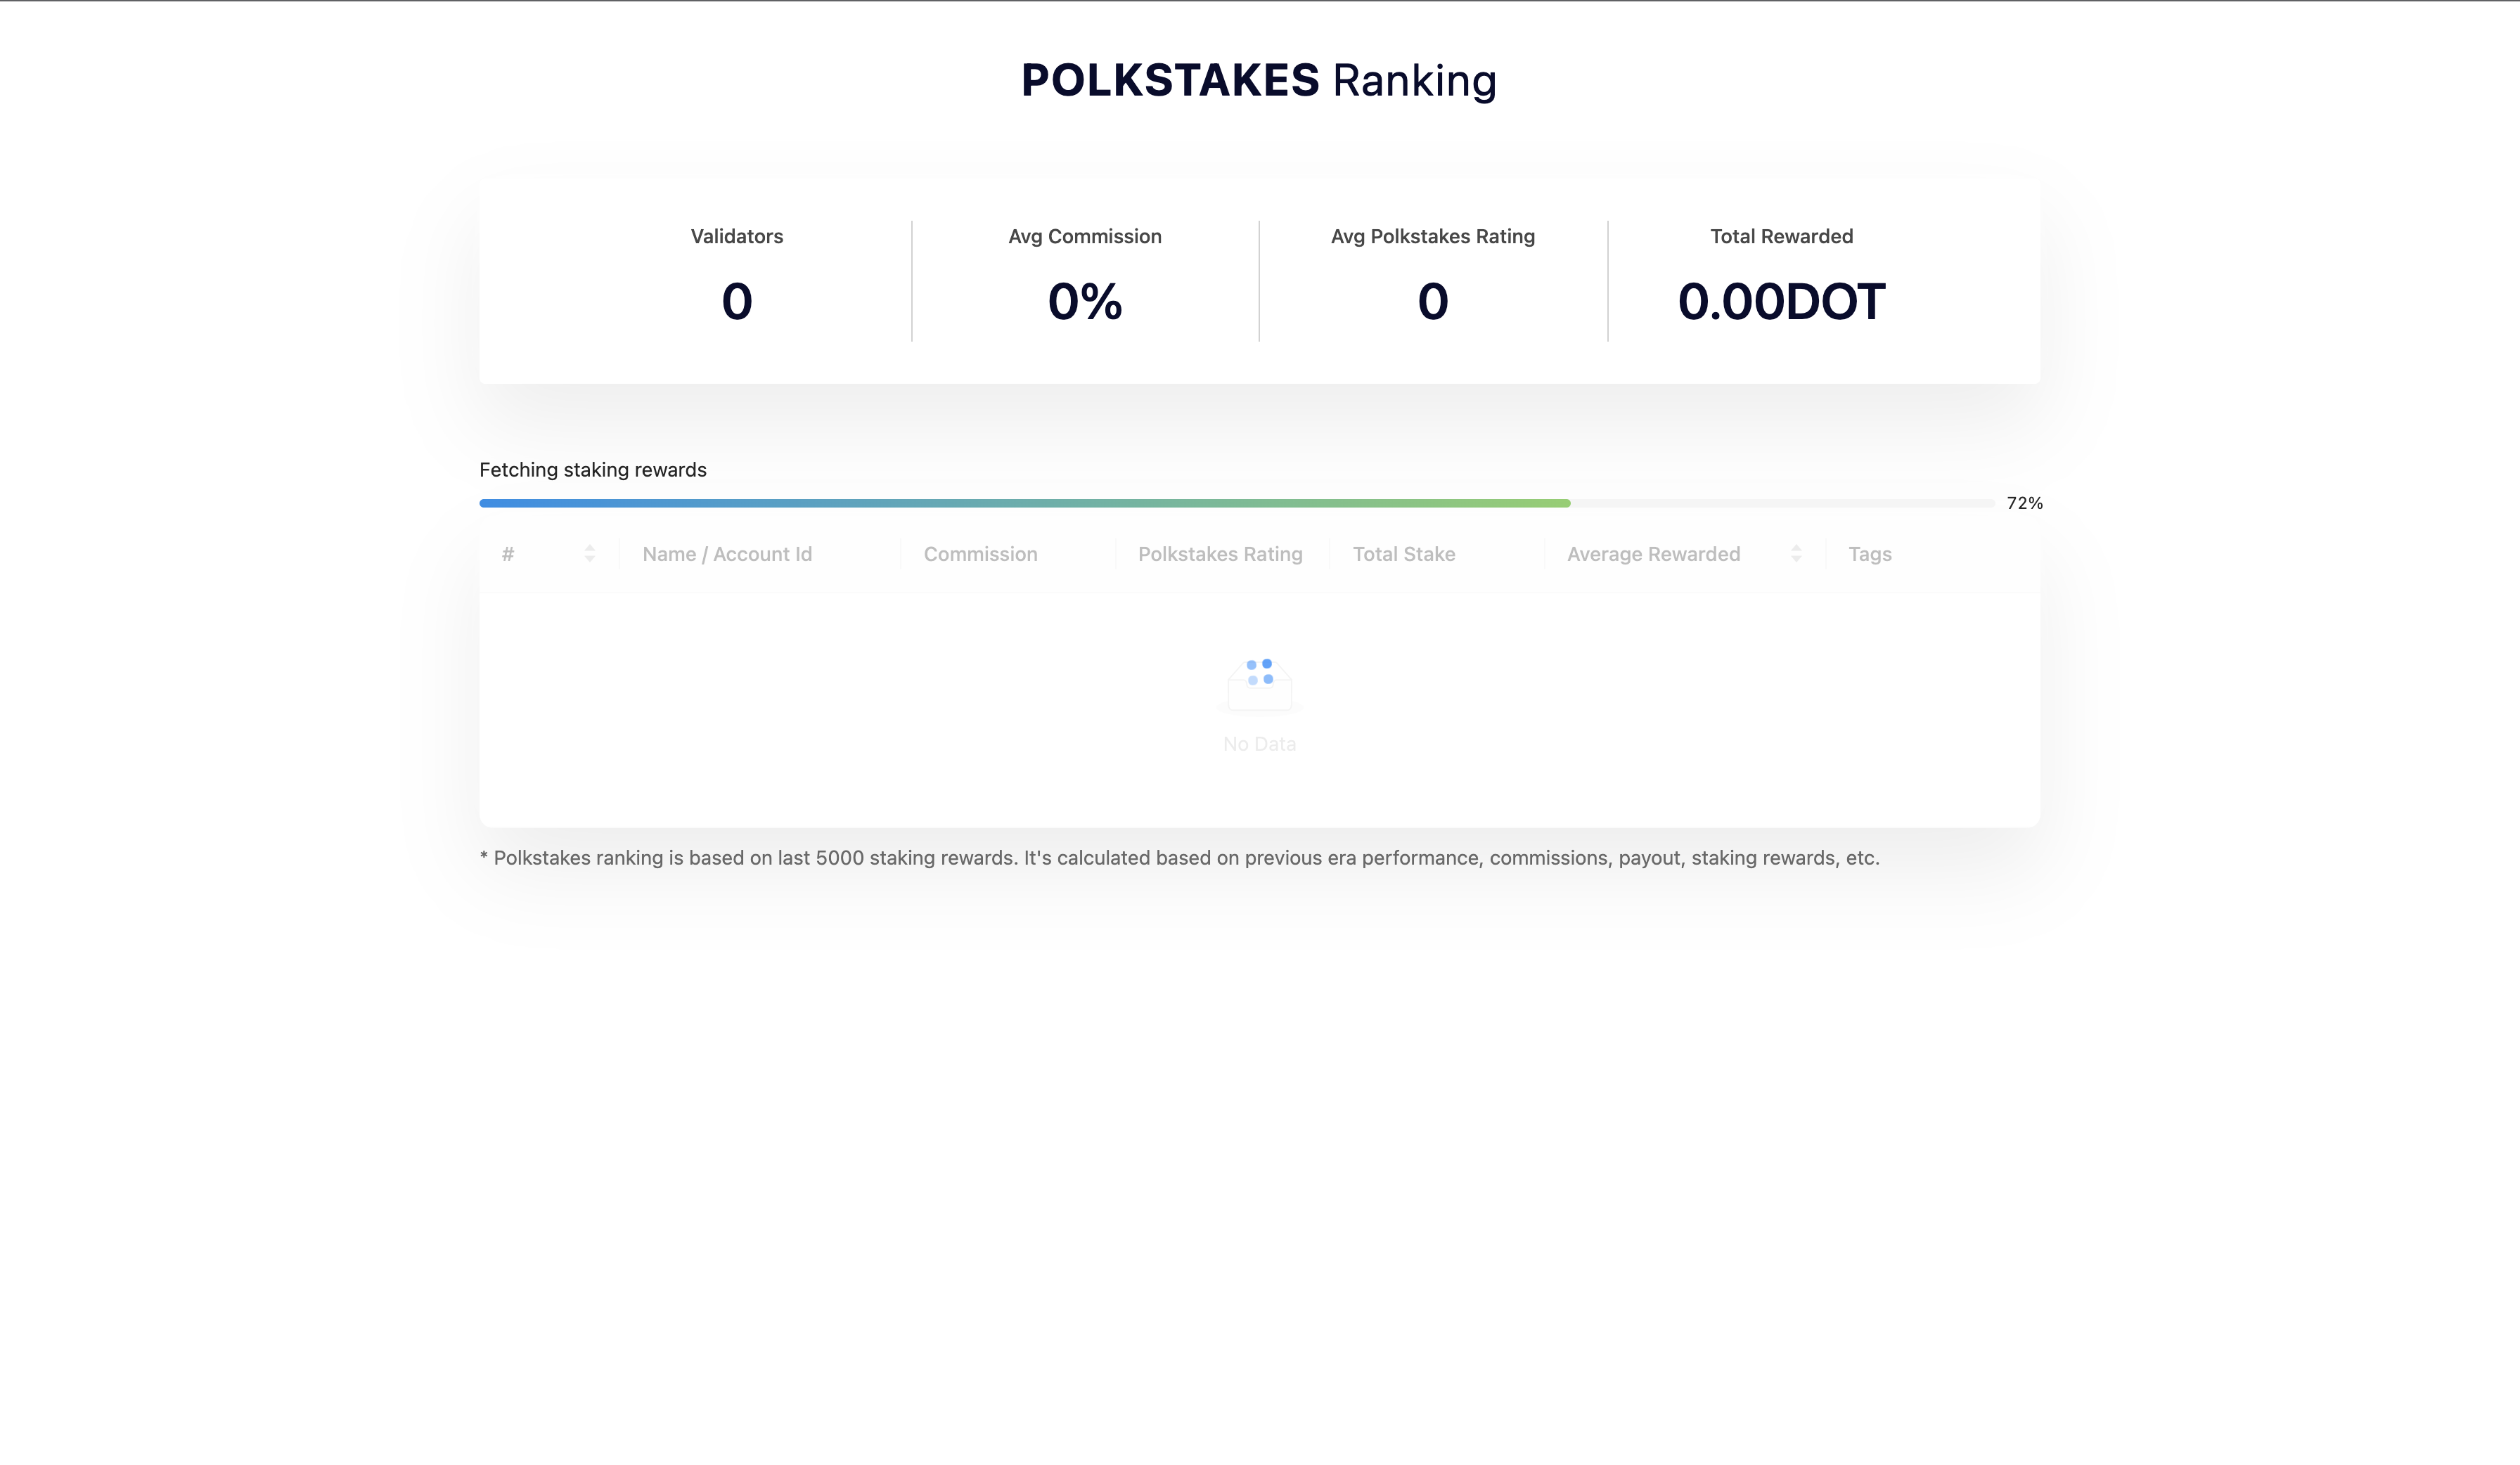 POLKSTAKES Ranking
Validators
0
Avg Commission
0%
Avg Polkstakes Rating
0
Total Rewarded
0.00DOT
Fetching staking rewards
72%
# Name / Account Id Commission Polkstakes Rating Total Stake Average Rewarded Tags
No Data
* Polkstakes ranking is based on last 5000 staking rewards. It's calculated based on previous era performance, commissions, payout, staking rewards, etc.